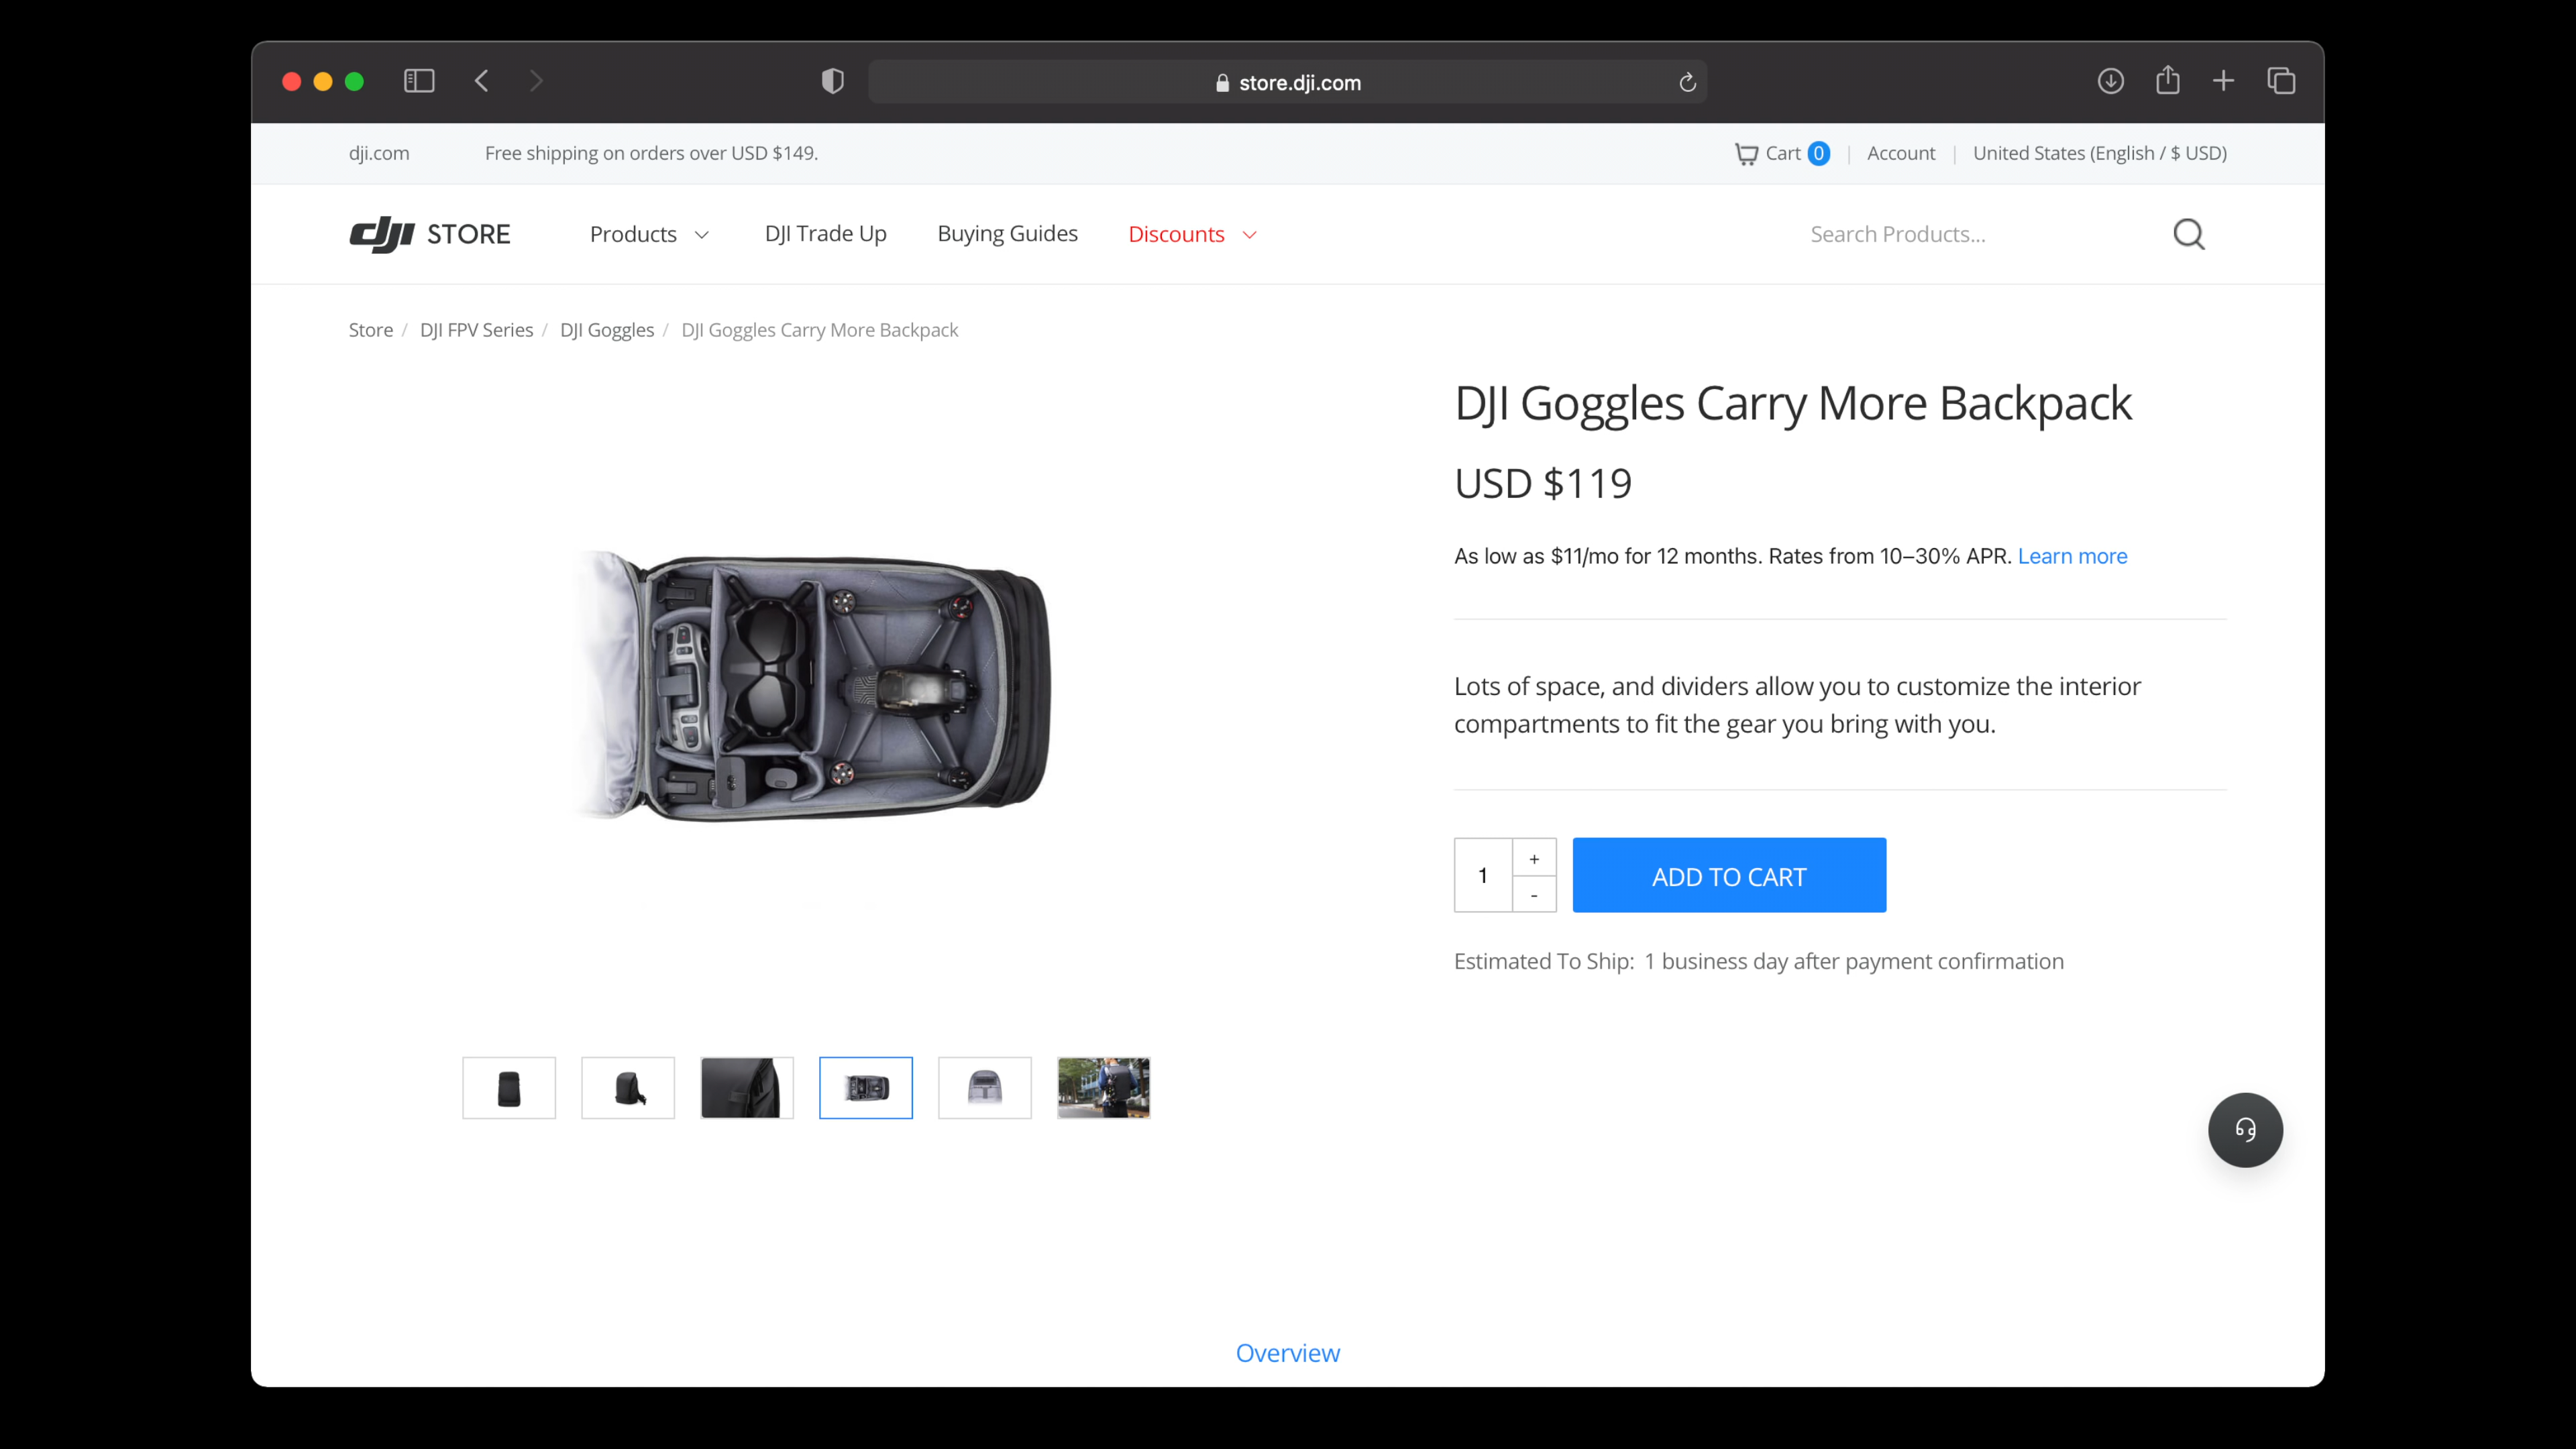 store.dji.com
dji.com
Free shipping on orders over USD $149.
Cart 0
Account
United States (English / $ USD)
dji STORE
Products
DJI Trade Up
Buying Guides
Discounts
Search Products...
Store / DJI FPV Series / DJI Goggles / DJI Goggles Carry More Backpack
DJI Goggles Carry More Backpack
USD $119
As low as $11/mo for 12 months. Rates from 10–30% APR. Learn more
Lots of space, and dividers allow you to customize the interior
compartments to fit the gear you bring with you.
1
+
-
ADD TO CART
Estimated To Ship: 1 business day after payment confirmation
Overview